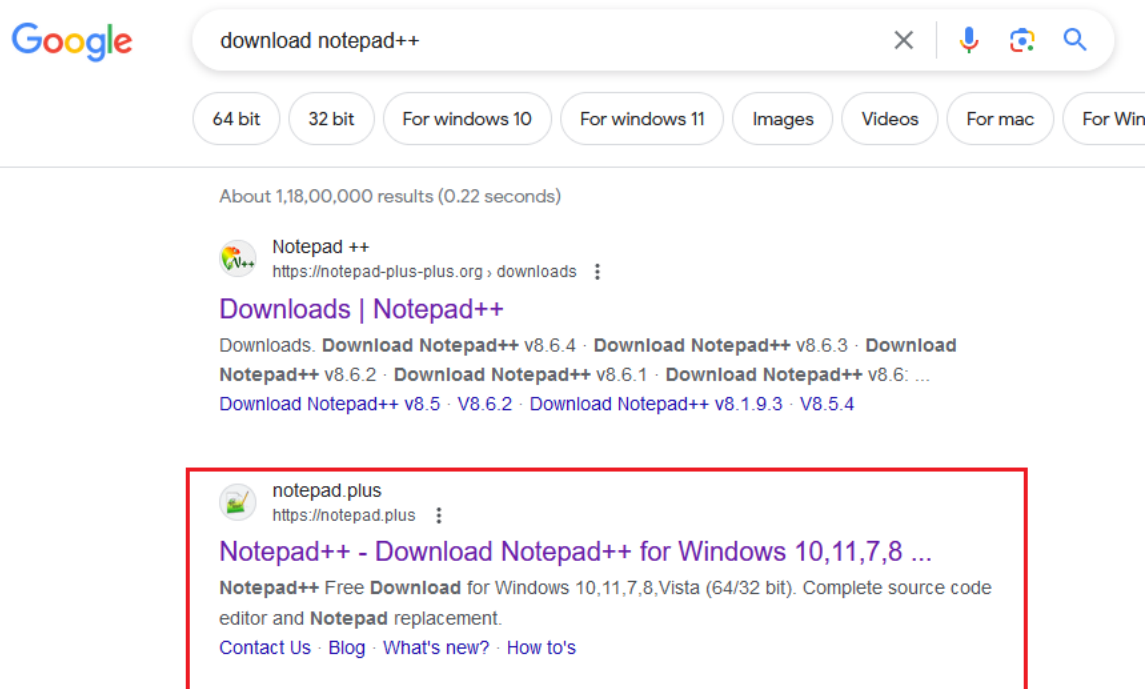 Google
download notepad++
64 bit
32 bit
For windows 10
For windows 11
Images
Videos
For mac
For Win
About 1,18,00,000 results (0.22 seconds)
Notepad ++
https://notepad-plus-plus.org › downloads
Downloads | Notepad++
Downloads. Download Notepad++ v8.6.4 · Download Notepad++ v8.6.3 · Download
Notepad++ v8.6.2 · Download Notepad++ v8.6.1 · Download Notepad++ v8.6: ...
Download Notepad++ v8.5 · V8.6.2 · Download Notepad++ v8.1.9.3 · V8.5.4
notepad.plus
https://notepad.plus
Notepad++ - Download Notepad++ for Windows 10,11,7,8 ...
Notepad++ Free Download for Windows 10,11,7,8,Vista (64/32 bit). Complete source code
editor and Notepad replacement.
Contact Us · Blog · What's new? · How to's